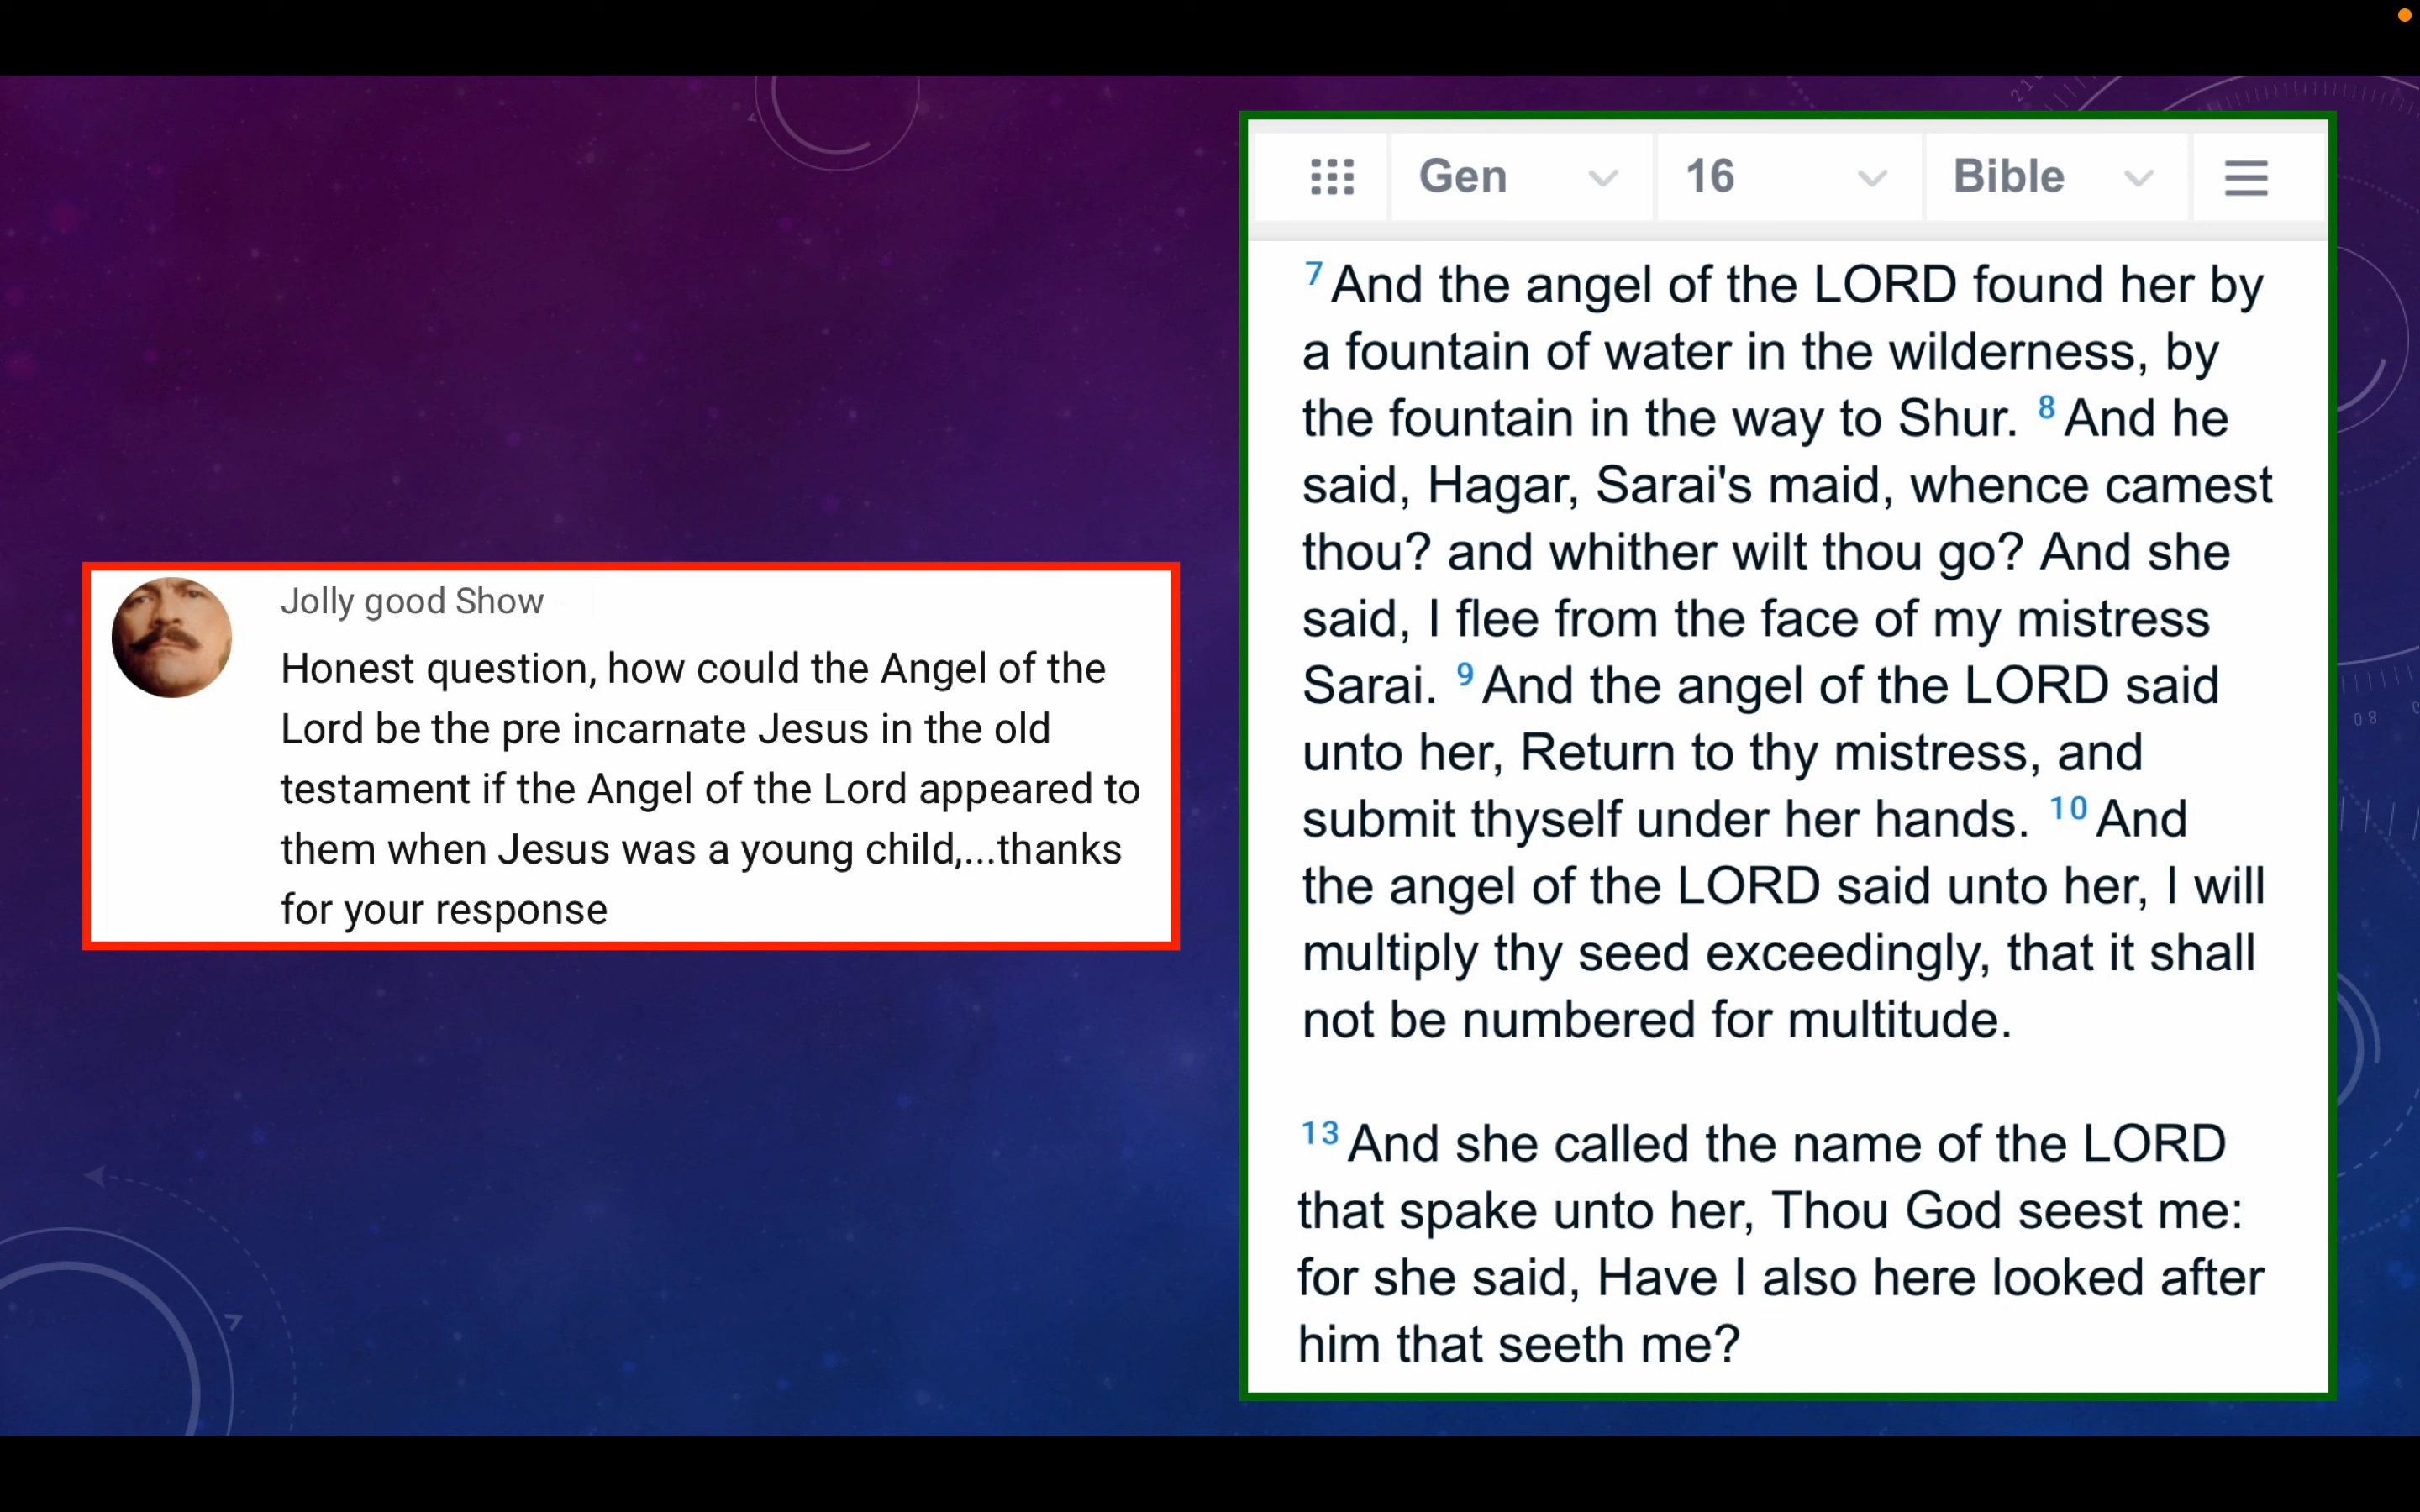 Jolly good Show
Honest question, how could the Angel of the
Lord be the pre incarnate Jesus in the old
testament if the Angel of the Lord appeared to
them when Jesus was a young child,...thanks
for your response
Gen 16 Bible
7 And the angel of the LORD found her by
a fountain of water in the wilderness, by
the fountain in the way to Shur. 8 And he
said, Hagar, Sarai's maid, whence camest
thou? and whither wilt thou go? And she
said, I flee from the face of my mistress
Sarai. 9 And the angel of the LORD said
unto her, Return to thy mistress, and
submit thyself under her hands. 10 And
the angel of the LORD said unto her, I will
multiply thy seed exceedingly, that it shall
not be numbered for multitude.
13 And she called the name of the LORD
that spake unto her, Thou God seest me:
for she said, Have I also here looked after
him that seeth me?